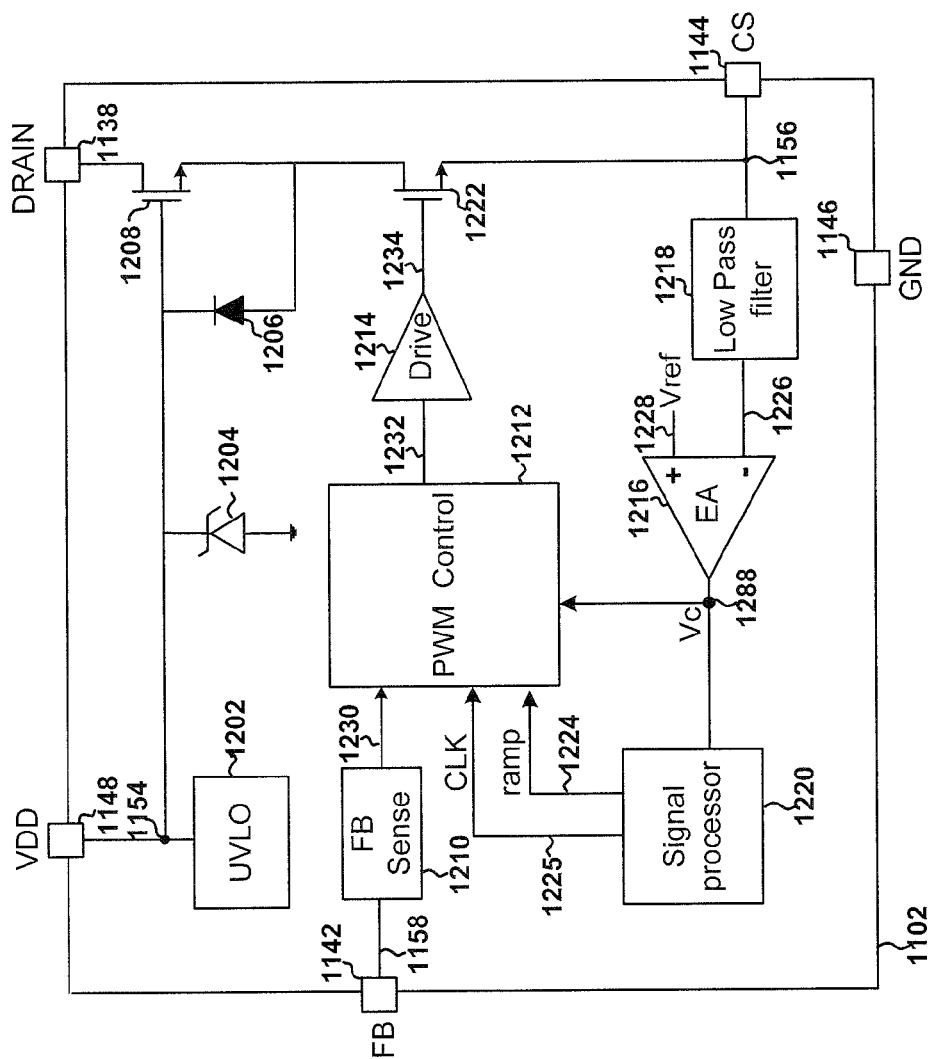 VDD
1148
DRAIN
1138
1154
1208
UVLO
1202
1204
1206
1142
FB
1158
FB
Sense
1210
1230
PWM Control
1212
1232
1214
Drive
1234
1222
CLK
ramp
1224
1225
Vc
1288
1216
EA
+
-
1228
Vref
1226
1218
Low Pass
filter
1156
1144
CS
Signal
processor
1220
1146
GND
1102